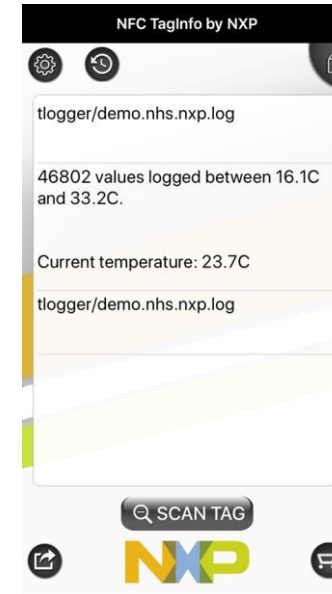 NFC TagInfo by NXP
tlogger/demo.nhs.nxp.log
46802 values logged between 16.1C
and 33.2C.
Current temperature: 23.7C
tlogger/demo.nhs.nxp.log
SCAN TAG
NXP